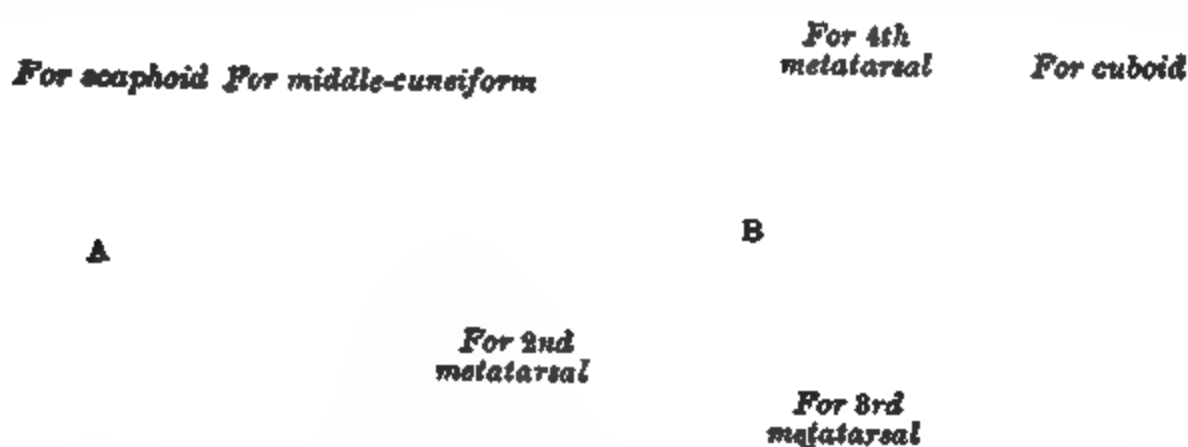 For 4th
metatarsal
For scaphoid For middle-cuneiform
For cuboid
A
B
For 2nd
metatarsal
For 3rd
metatarsal